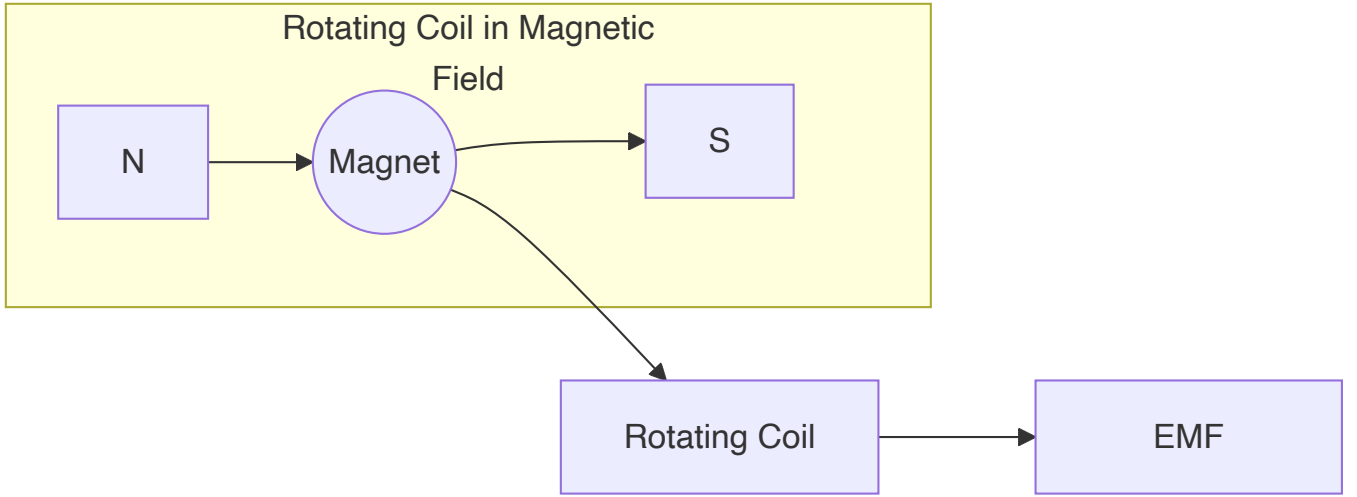 Rotating Coil in Magnetic
Field
N
Magnet
S
Rotating Coil
EMF